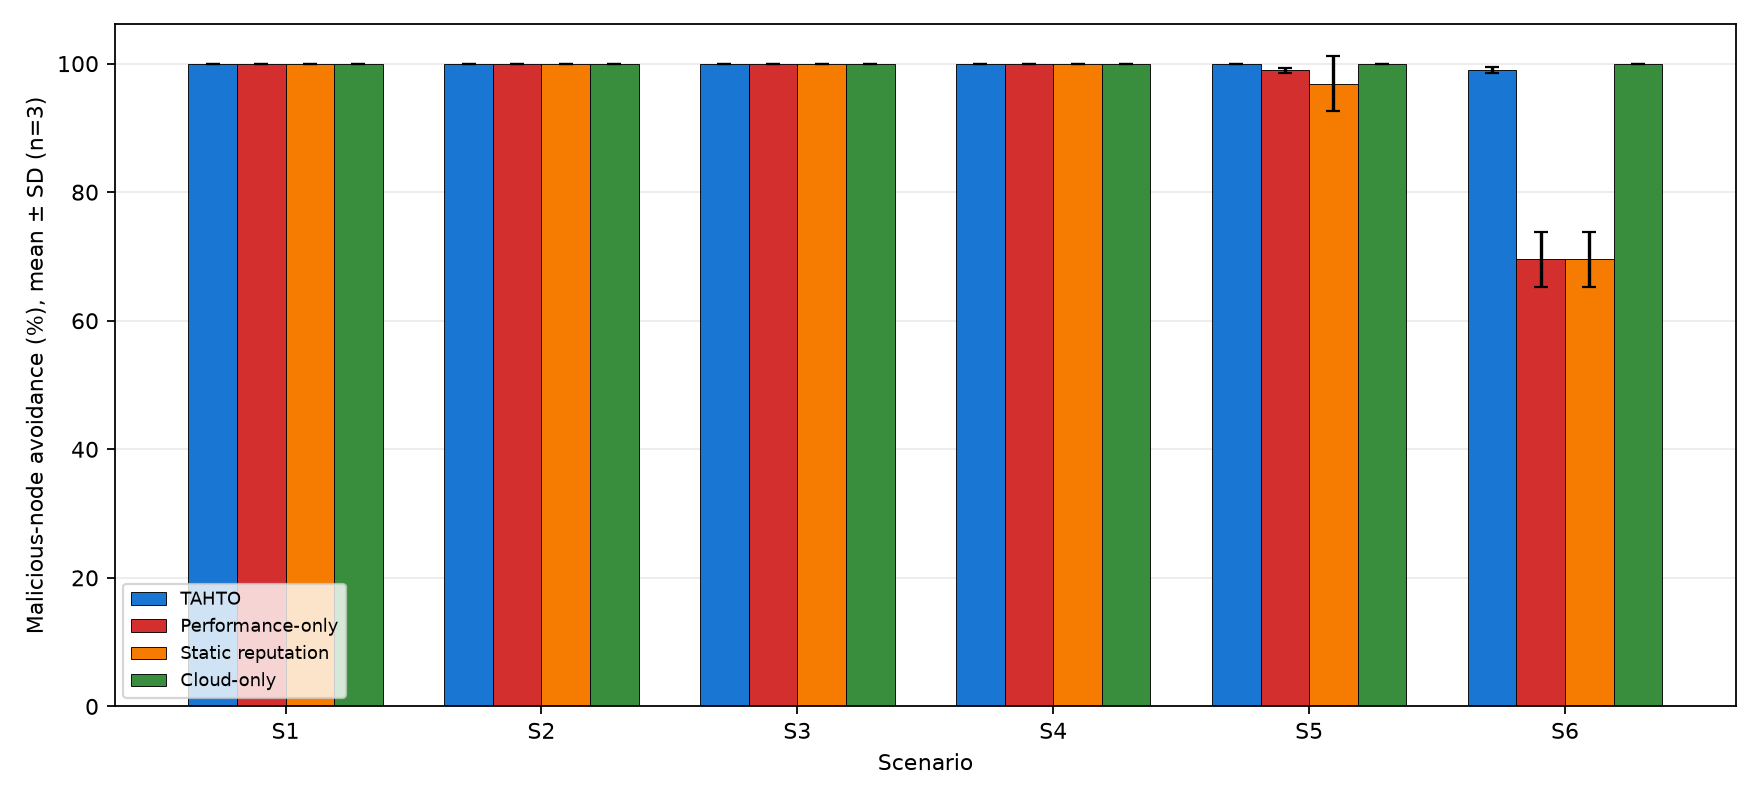 Malicious-node avoidance (%), mean ± SD (n=3)
100
80
60
40
20
0
TAHTO
Performance-only
Static reputation
Cloud-only
S1 S2 S3 S4 S5 S6
Scenario